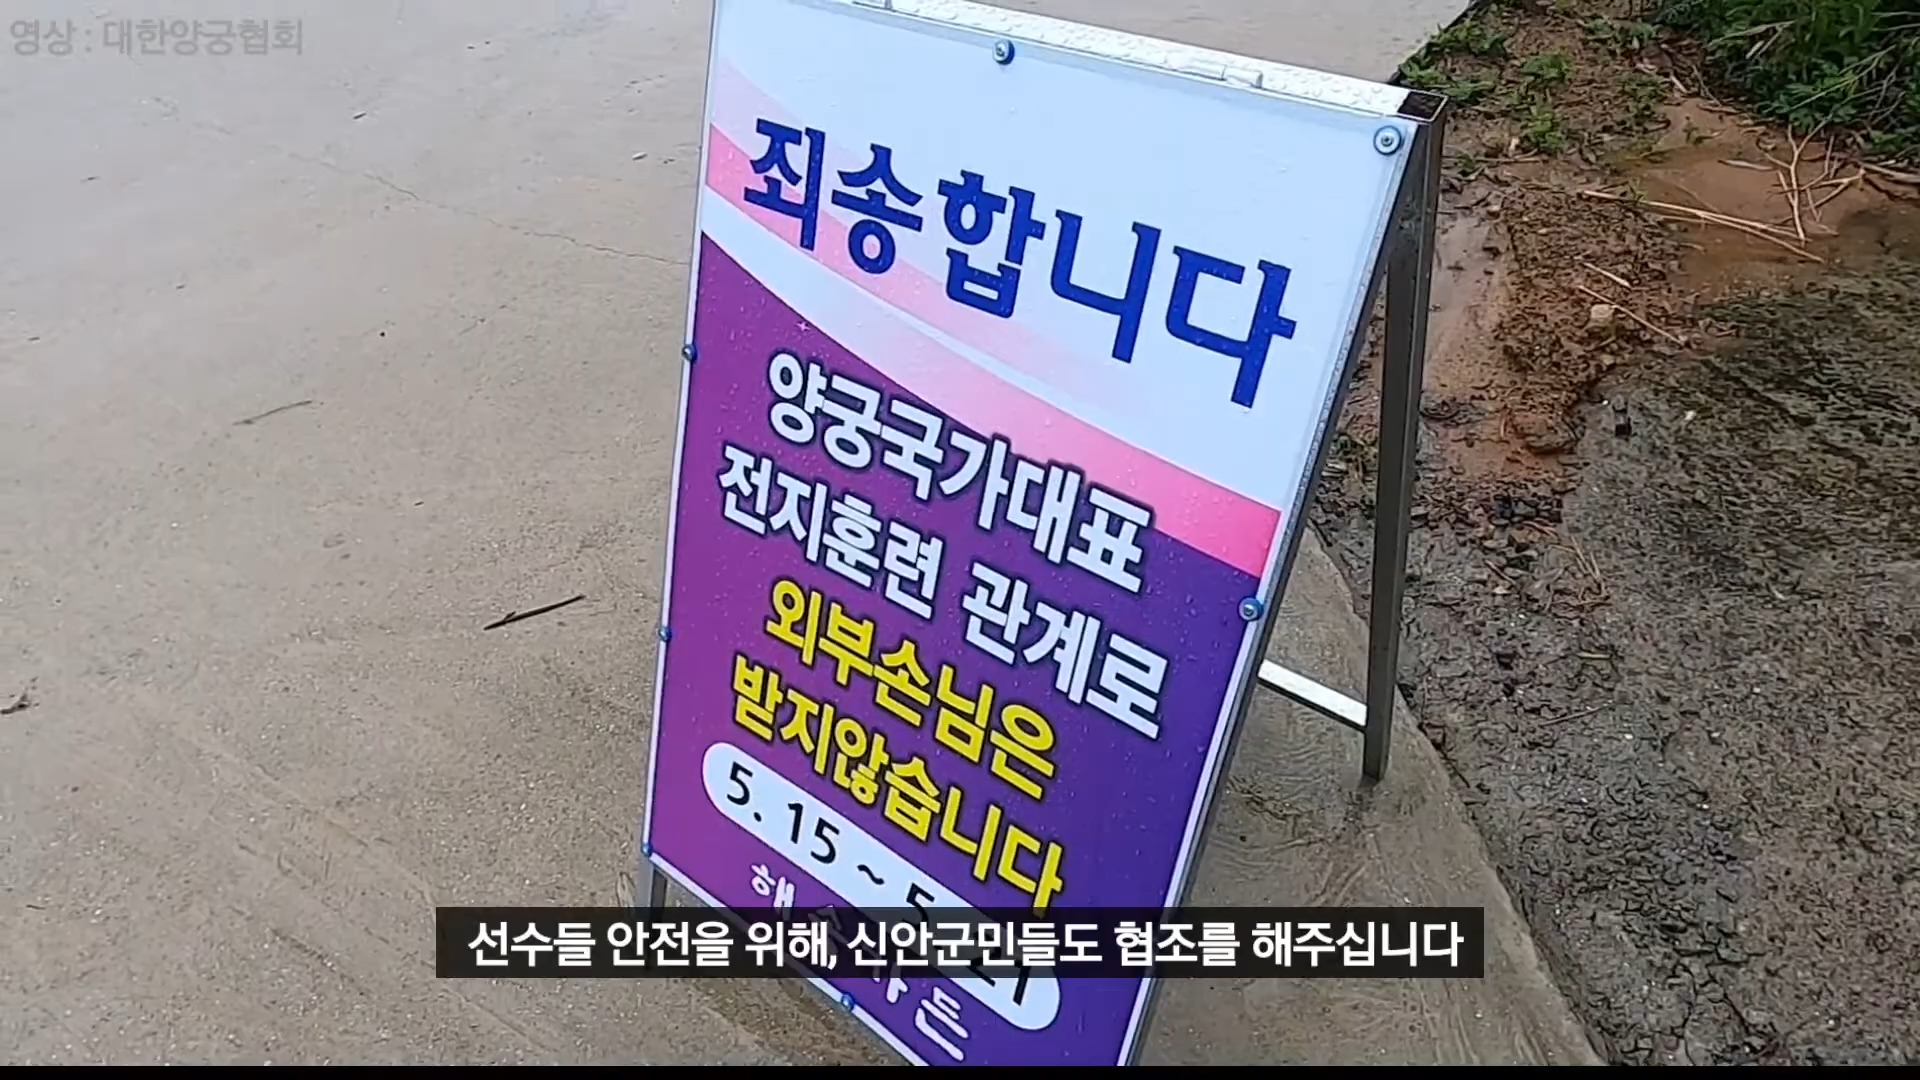 영상 : 대한양궁협회
죄송합니다
양궁국가대표
전지훈련 관계로
외부손님은
받지않습니다
5. 15 ~ 5
선수들 안전을 위해, 신안군민들도 협조를 해주십니다